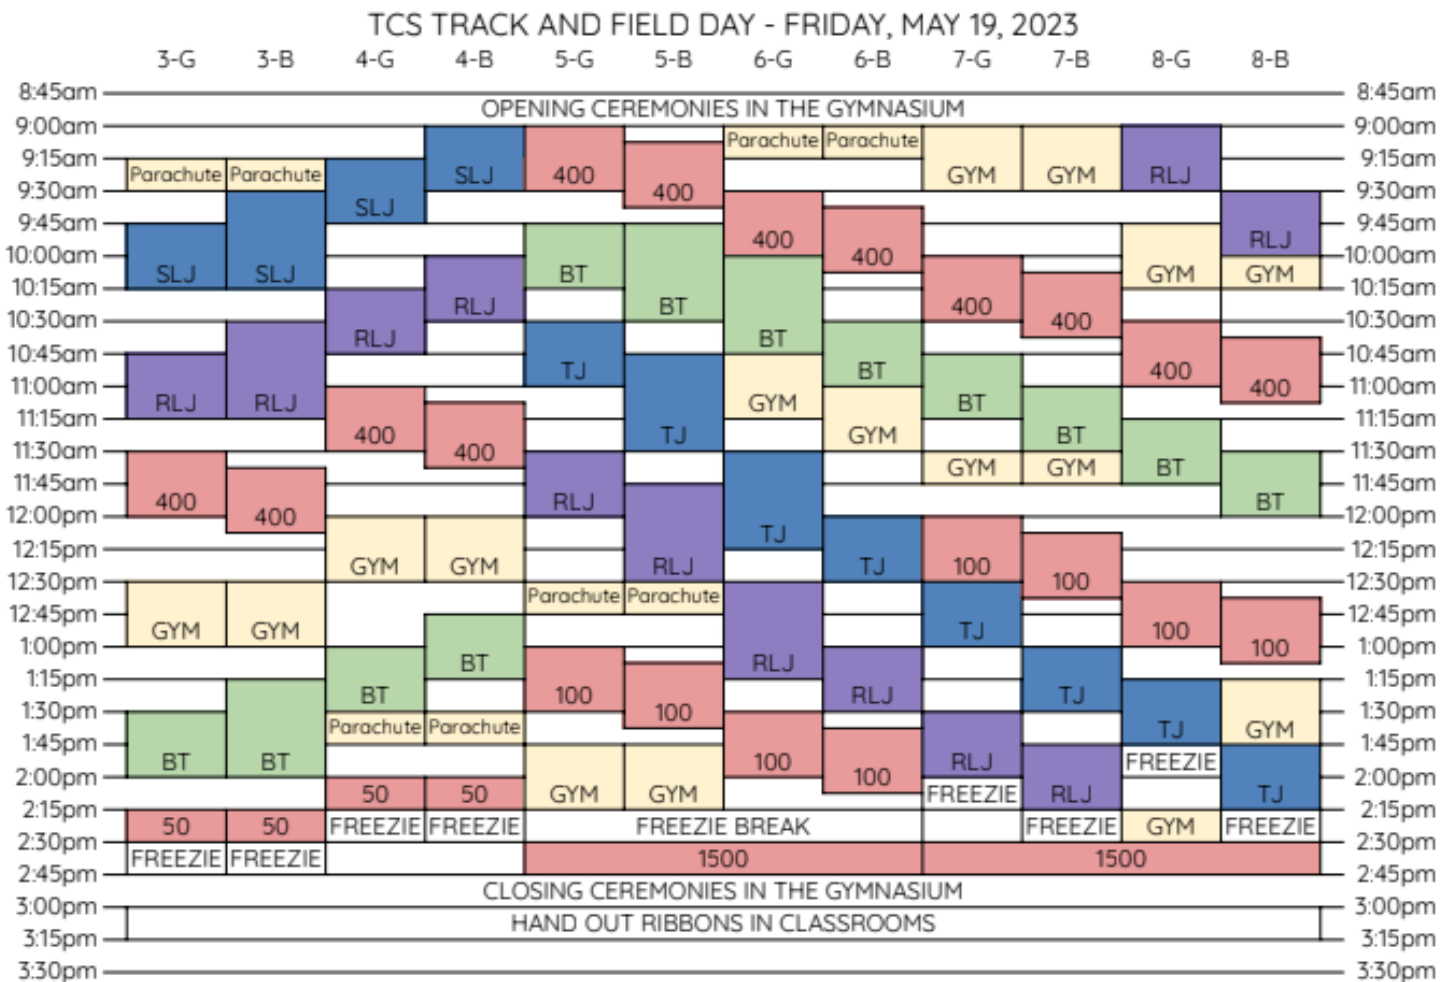 TCS TRACK AND FIELD DAY - FRIDAY, MAY 19, 2023
3-G 3-B 4-G 4-B 5-G 5-B 6-G 6-B 7-G 7-B 8-G 8-B
8:45am 8:45am
OPENING CEREMONIES IN THE GYMNASIUM
9:00am 9:00am
Parachute Parachute
9:15am 9:15am
Parachute Parachute SLJ 400 GYM GYM RLJ
400
9:30am 9:30am
SLJ
9:45am 9:45am
400 RLJ
10:00am 400 10:00am
SLJ SLJ BT GYM GYM
10:15am 10:15am
RLJ BT 400
400
10:30am 10:30am
RLJ BT
10:45am 10:45am
TJ BT 400
400
11:00am 11:00am
RLJ RLJ GYM BT
11:15am 11:15am
400 TJ GYM BT
400
11:30am 11:30am
GYM GYM BT
11:45am 11:45am
400 RLJ BT
12:00pm 400 12:00pm
TJ
12:15pm 12:15pm
GYM GYM RLJ TJ 100
100
12:30pm 12:30pm
Parachute Parachute
12:45pm 12:45pm
GYM GYM TJ 100
1:00pm 100 1:00pm
BT RLJ
1:15pm 1:15pm
BT 100 RLJ TJ
100
1:30pm 1:30pm
Parachute Parachute TJ GYM
1:45pm 1:45pm
BT BT 100 RLJ FREEZIE
2:00pm 100 2:00pm
50 50 GYM GYM FREEZIE RLJ TJ
2:15pm 2:15pm
50 50 FREEZIE FREEZIE FREEZIE BREAK FREEZIE GYM FREEZIE
2:30pm 2:30pm
FREEZIE FREEZIE 1500 1500
2:45pm 2:45pm
CLOSING CEREMONIES IN THE GYMNASIUM
3:00pm 3:00pm
HAND OUT RIBBONS IN CLASSROOMS
3:15pm 3:15pm
3:30pm 3:30pm